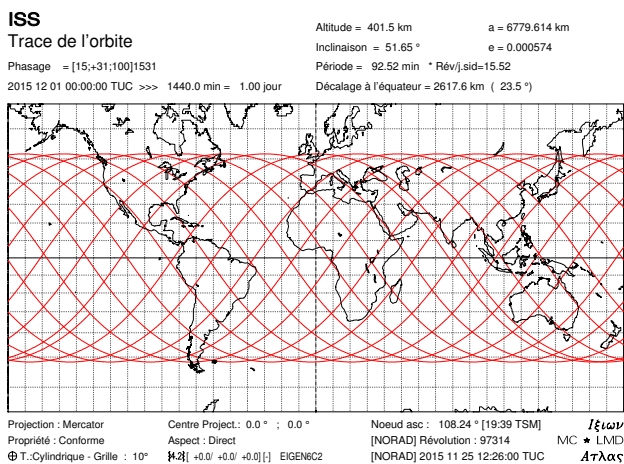 ISS
Trace de l'orbite
Phasage = [15;+31;100]1531
2015 12 01 00:00:00 TUC >>> 1440.0 min = 1.00 jour
Altitude = 401.5 km a = 6779.614 km
Inclinaison = 51.65 ° e = 0.000574
Période = 92.52 min * Rév/j.sid=15.52
Décalage à l'équateur = 2617.6 km ( 23.5 °)
Projection : Mercator
Propriété : Conforme
T.:Cylindrique - Grille : 10°
Centre Project.: 0.0 ° ; 0.0 °
Aspect : Direct
[4.2] [ +0.0/ +0.0/ +0.0] [-] EIGEN6C2
Noeud asc : 108.24 ° [19:39 TSM]
[NORAD] Révolution : 97314
[NORAD] 2015 11 25 12:26:00 TUC
Ιξιων
MC ★ LMD
Ατλας